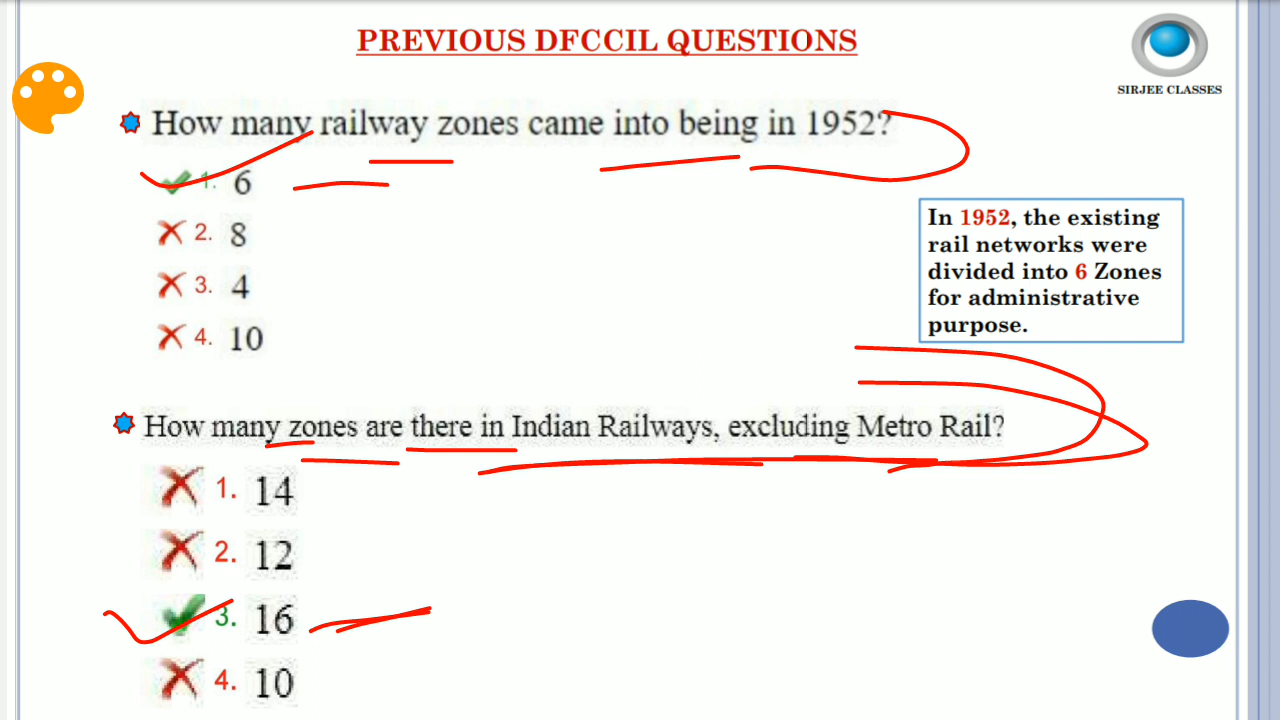 PREVIOUS DFCCIL QUESTIONS
SIRJEE CLASSES
How many railway zones came into being in 1952?
1. 6
2. 8
3. 4
4. 10
In 1952, the existing
rail networks were
divided into 6 Zones
for administrative
purpose.
How many zones are there in Indian Railways, excluding Metro Rail?
1. 14
2. 12
3. 16
4. 10